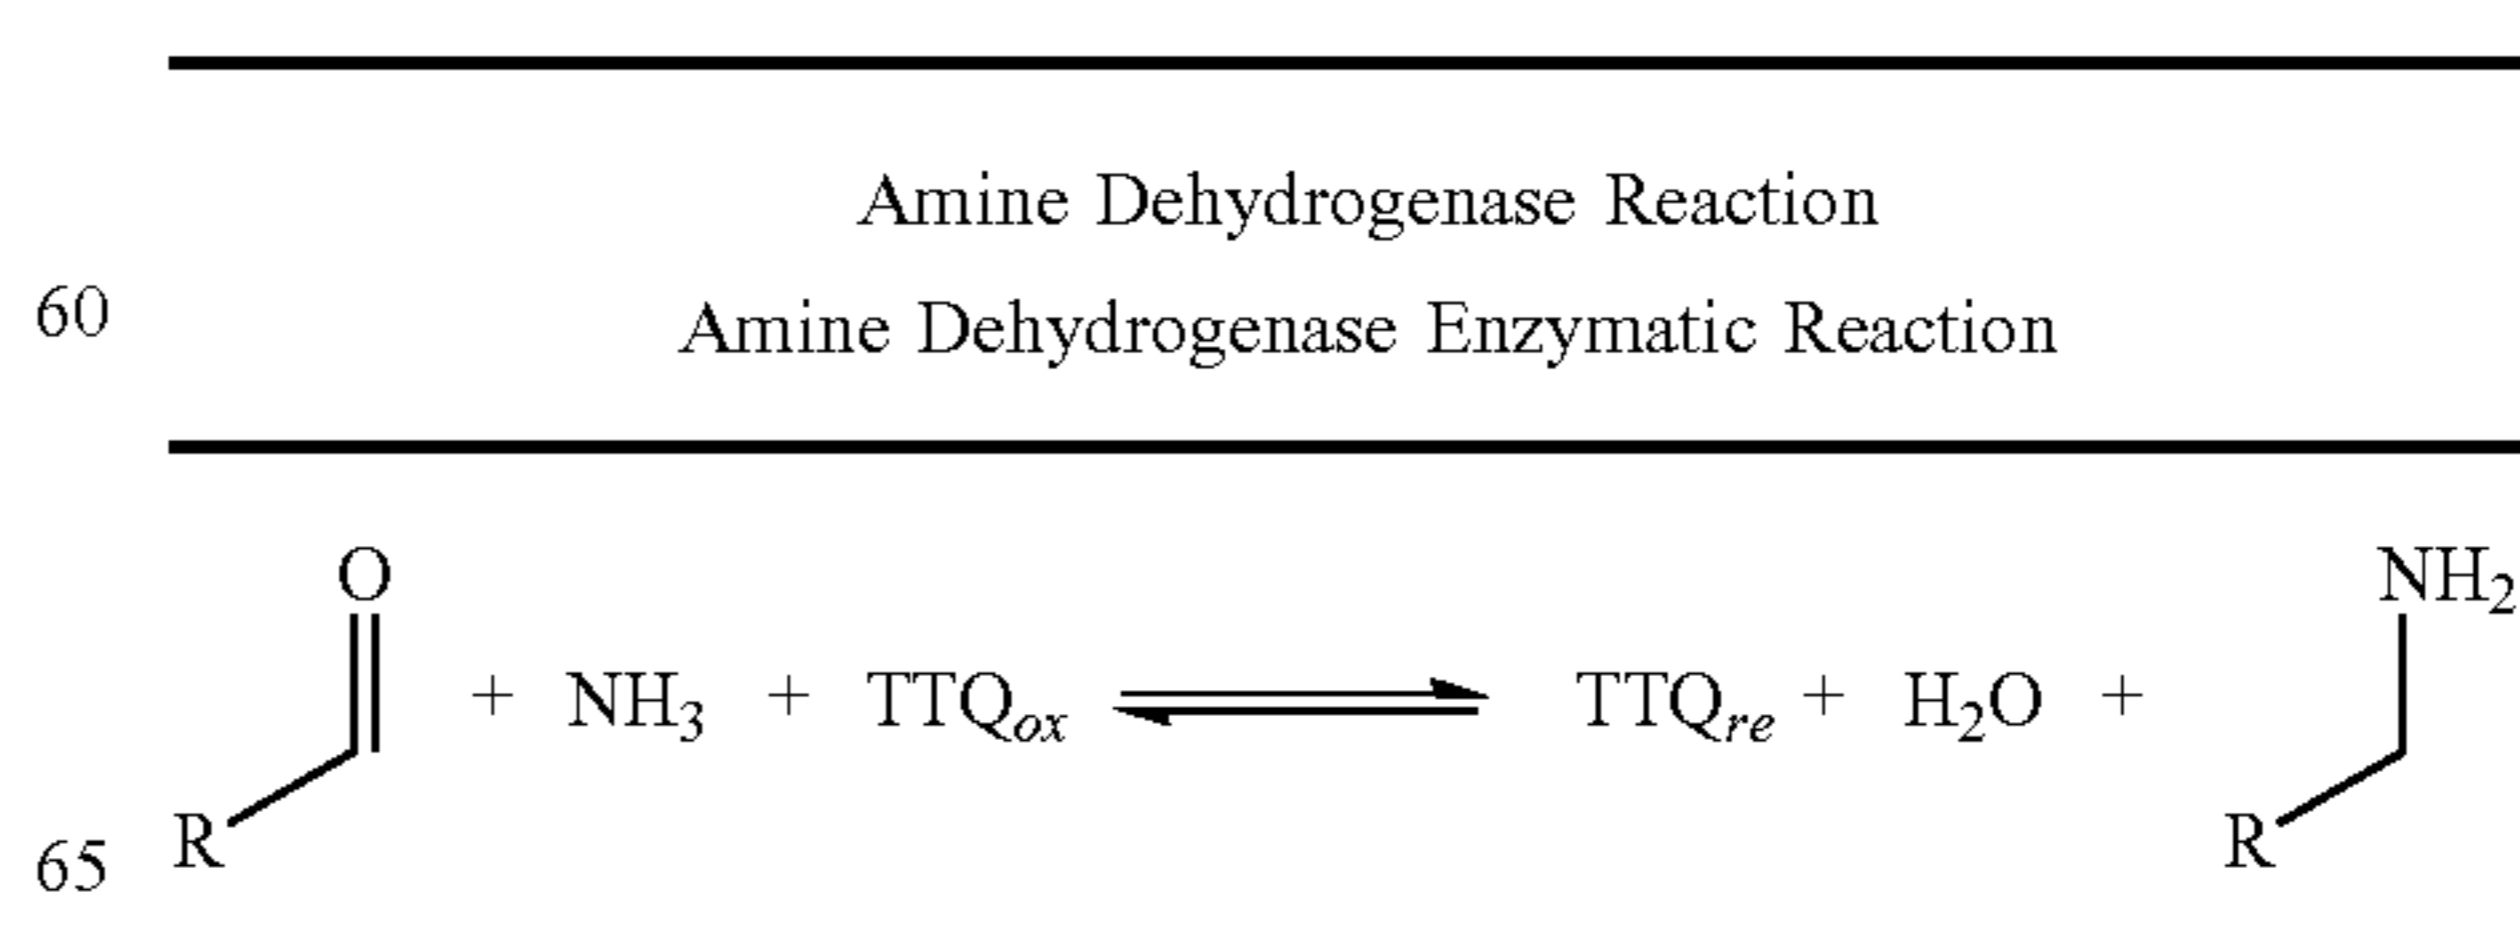 Amine Dehydrogenase Reaction
60
Amine Dehydrogenase Enzymatic Reaction
O
NH2
+ NH3 + TTQox ⇌ TTQre + H2O +
R
R
65